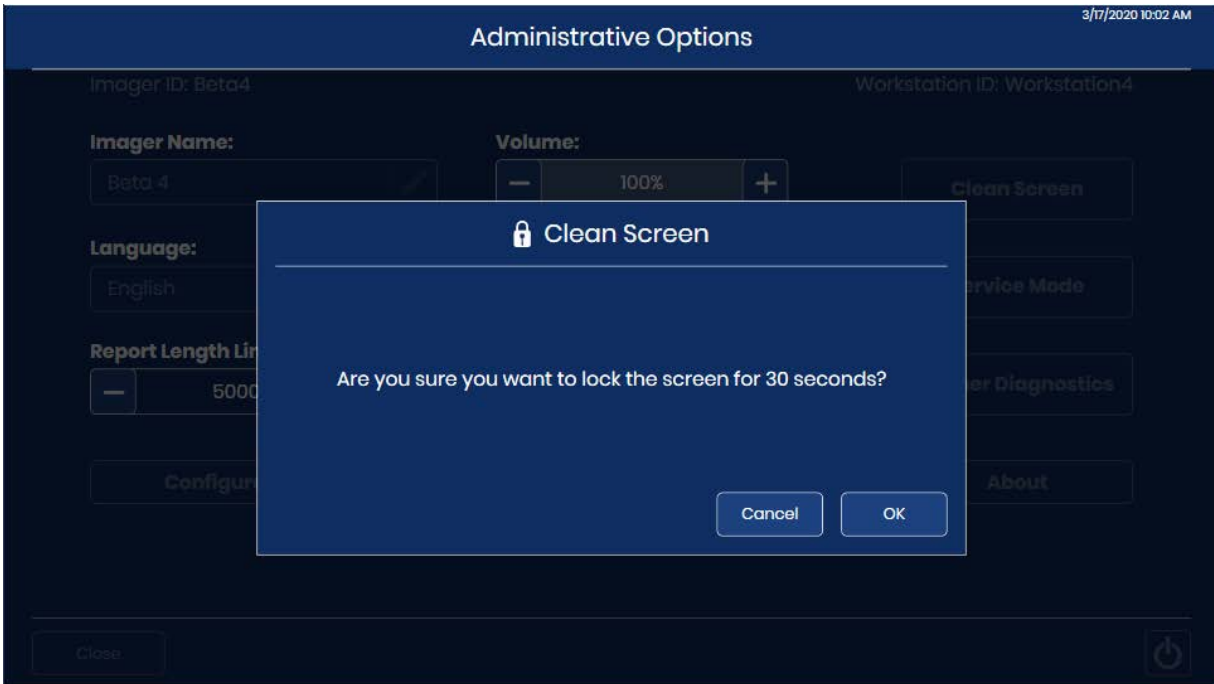 3/17/2020 10:02 AM
Administrative Options
Imager ID: Beta4
Workstation ID: Workstation4
Imager Name:
Volume:
Beta 4
100%
Clean Screen
Clean Screen
Language:
English
Mode
Are you sure you want to lock the screen for 30 seconds?
Report Length
5000
Diagnostics
About
Cancel
OK
Close